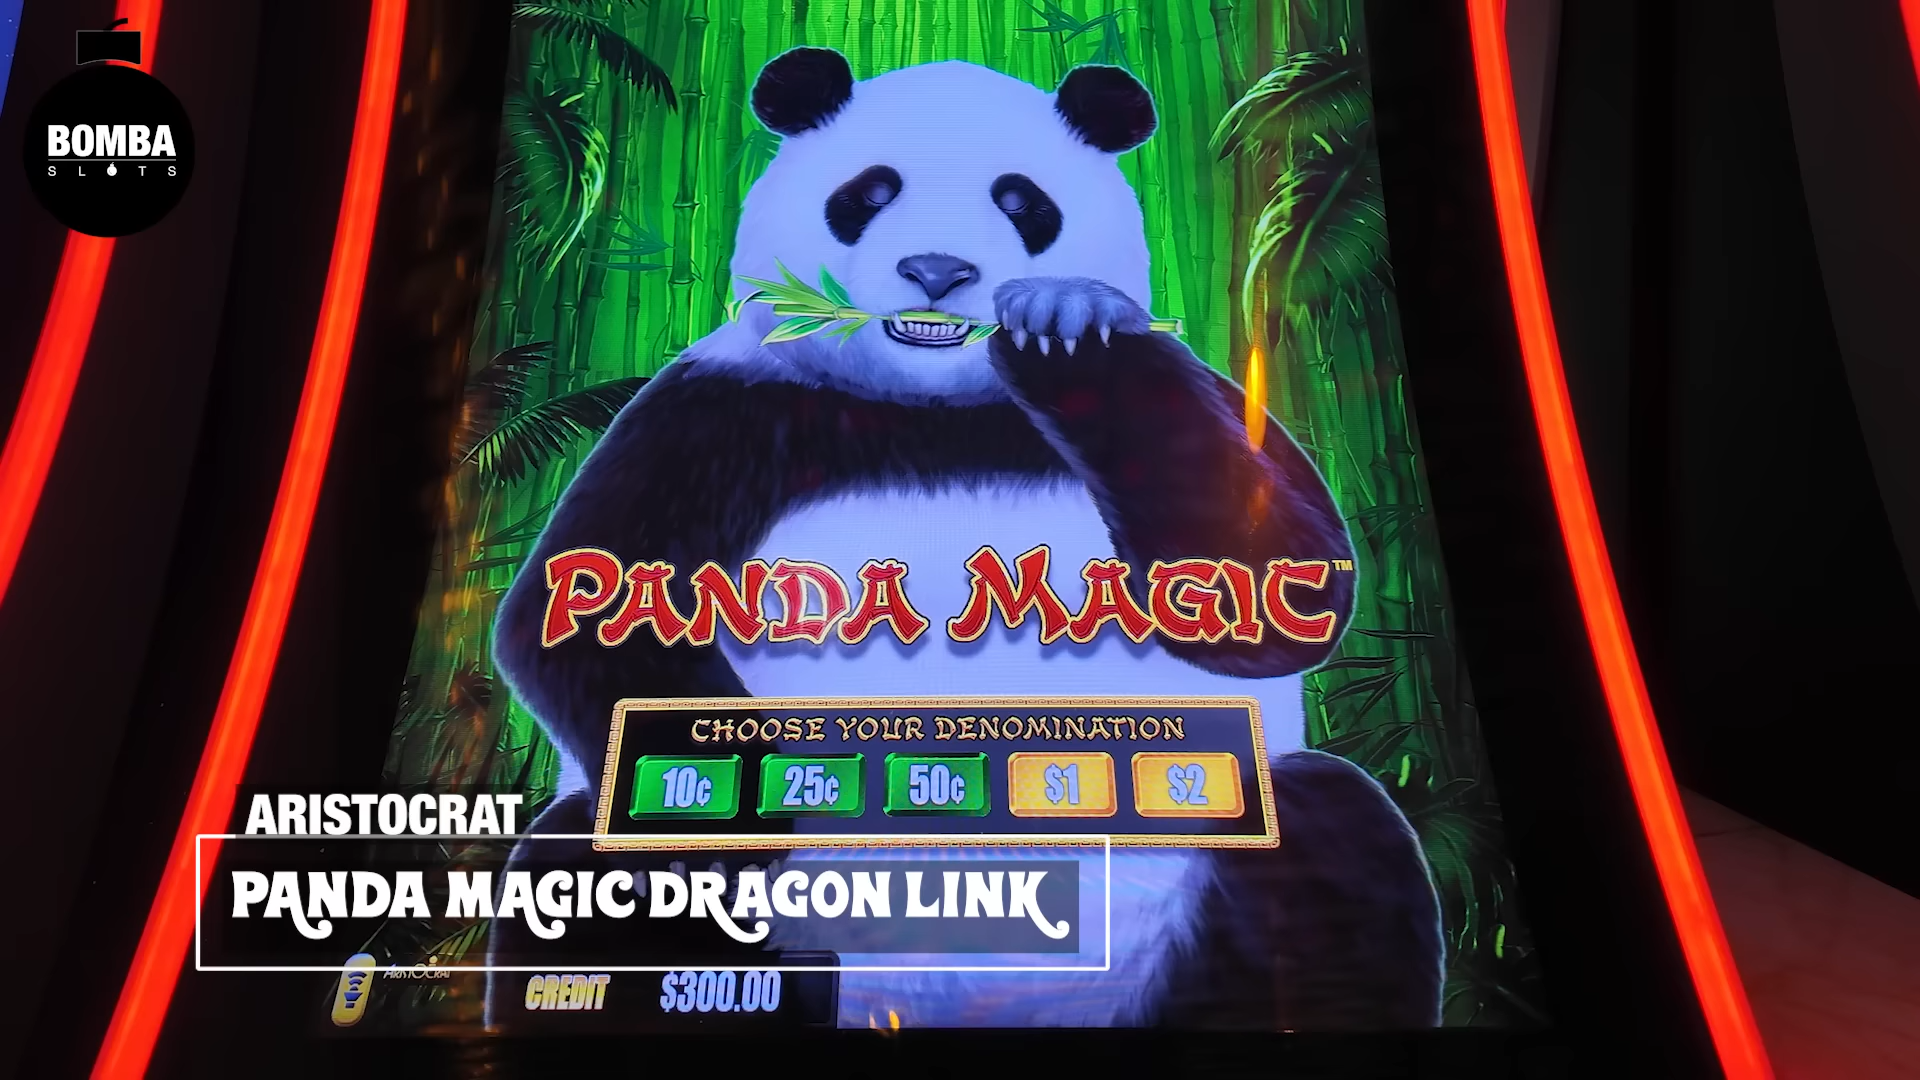 BOMBA
SLOTS
PANDA MAGIC™
CHOOSE YOUR DENOMINATION
10¢ 25¢ 50¢ $1 $2
ARISTOCRAT
PANDA MAGIC DRAGON LINK
ARISTOCRAT
CREDIT $300.00